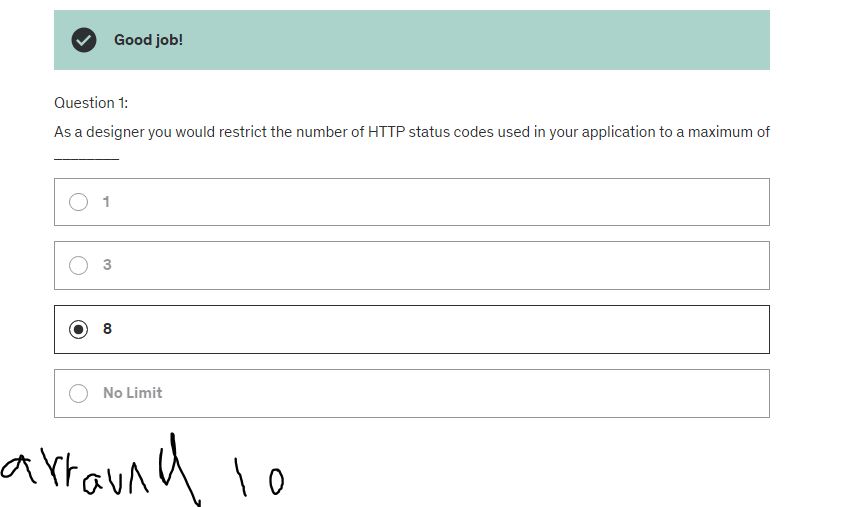 Good job!
Question 1:
As a designer you would restrict the number of HTTP status codes used in your application to a maximum of
________
1
3
8
No Limit
arround 10